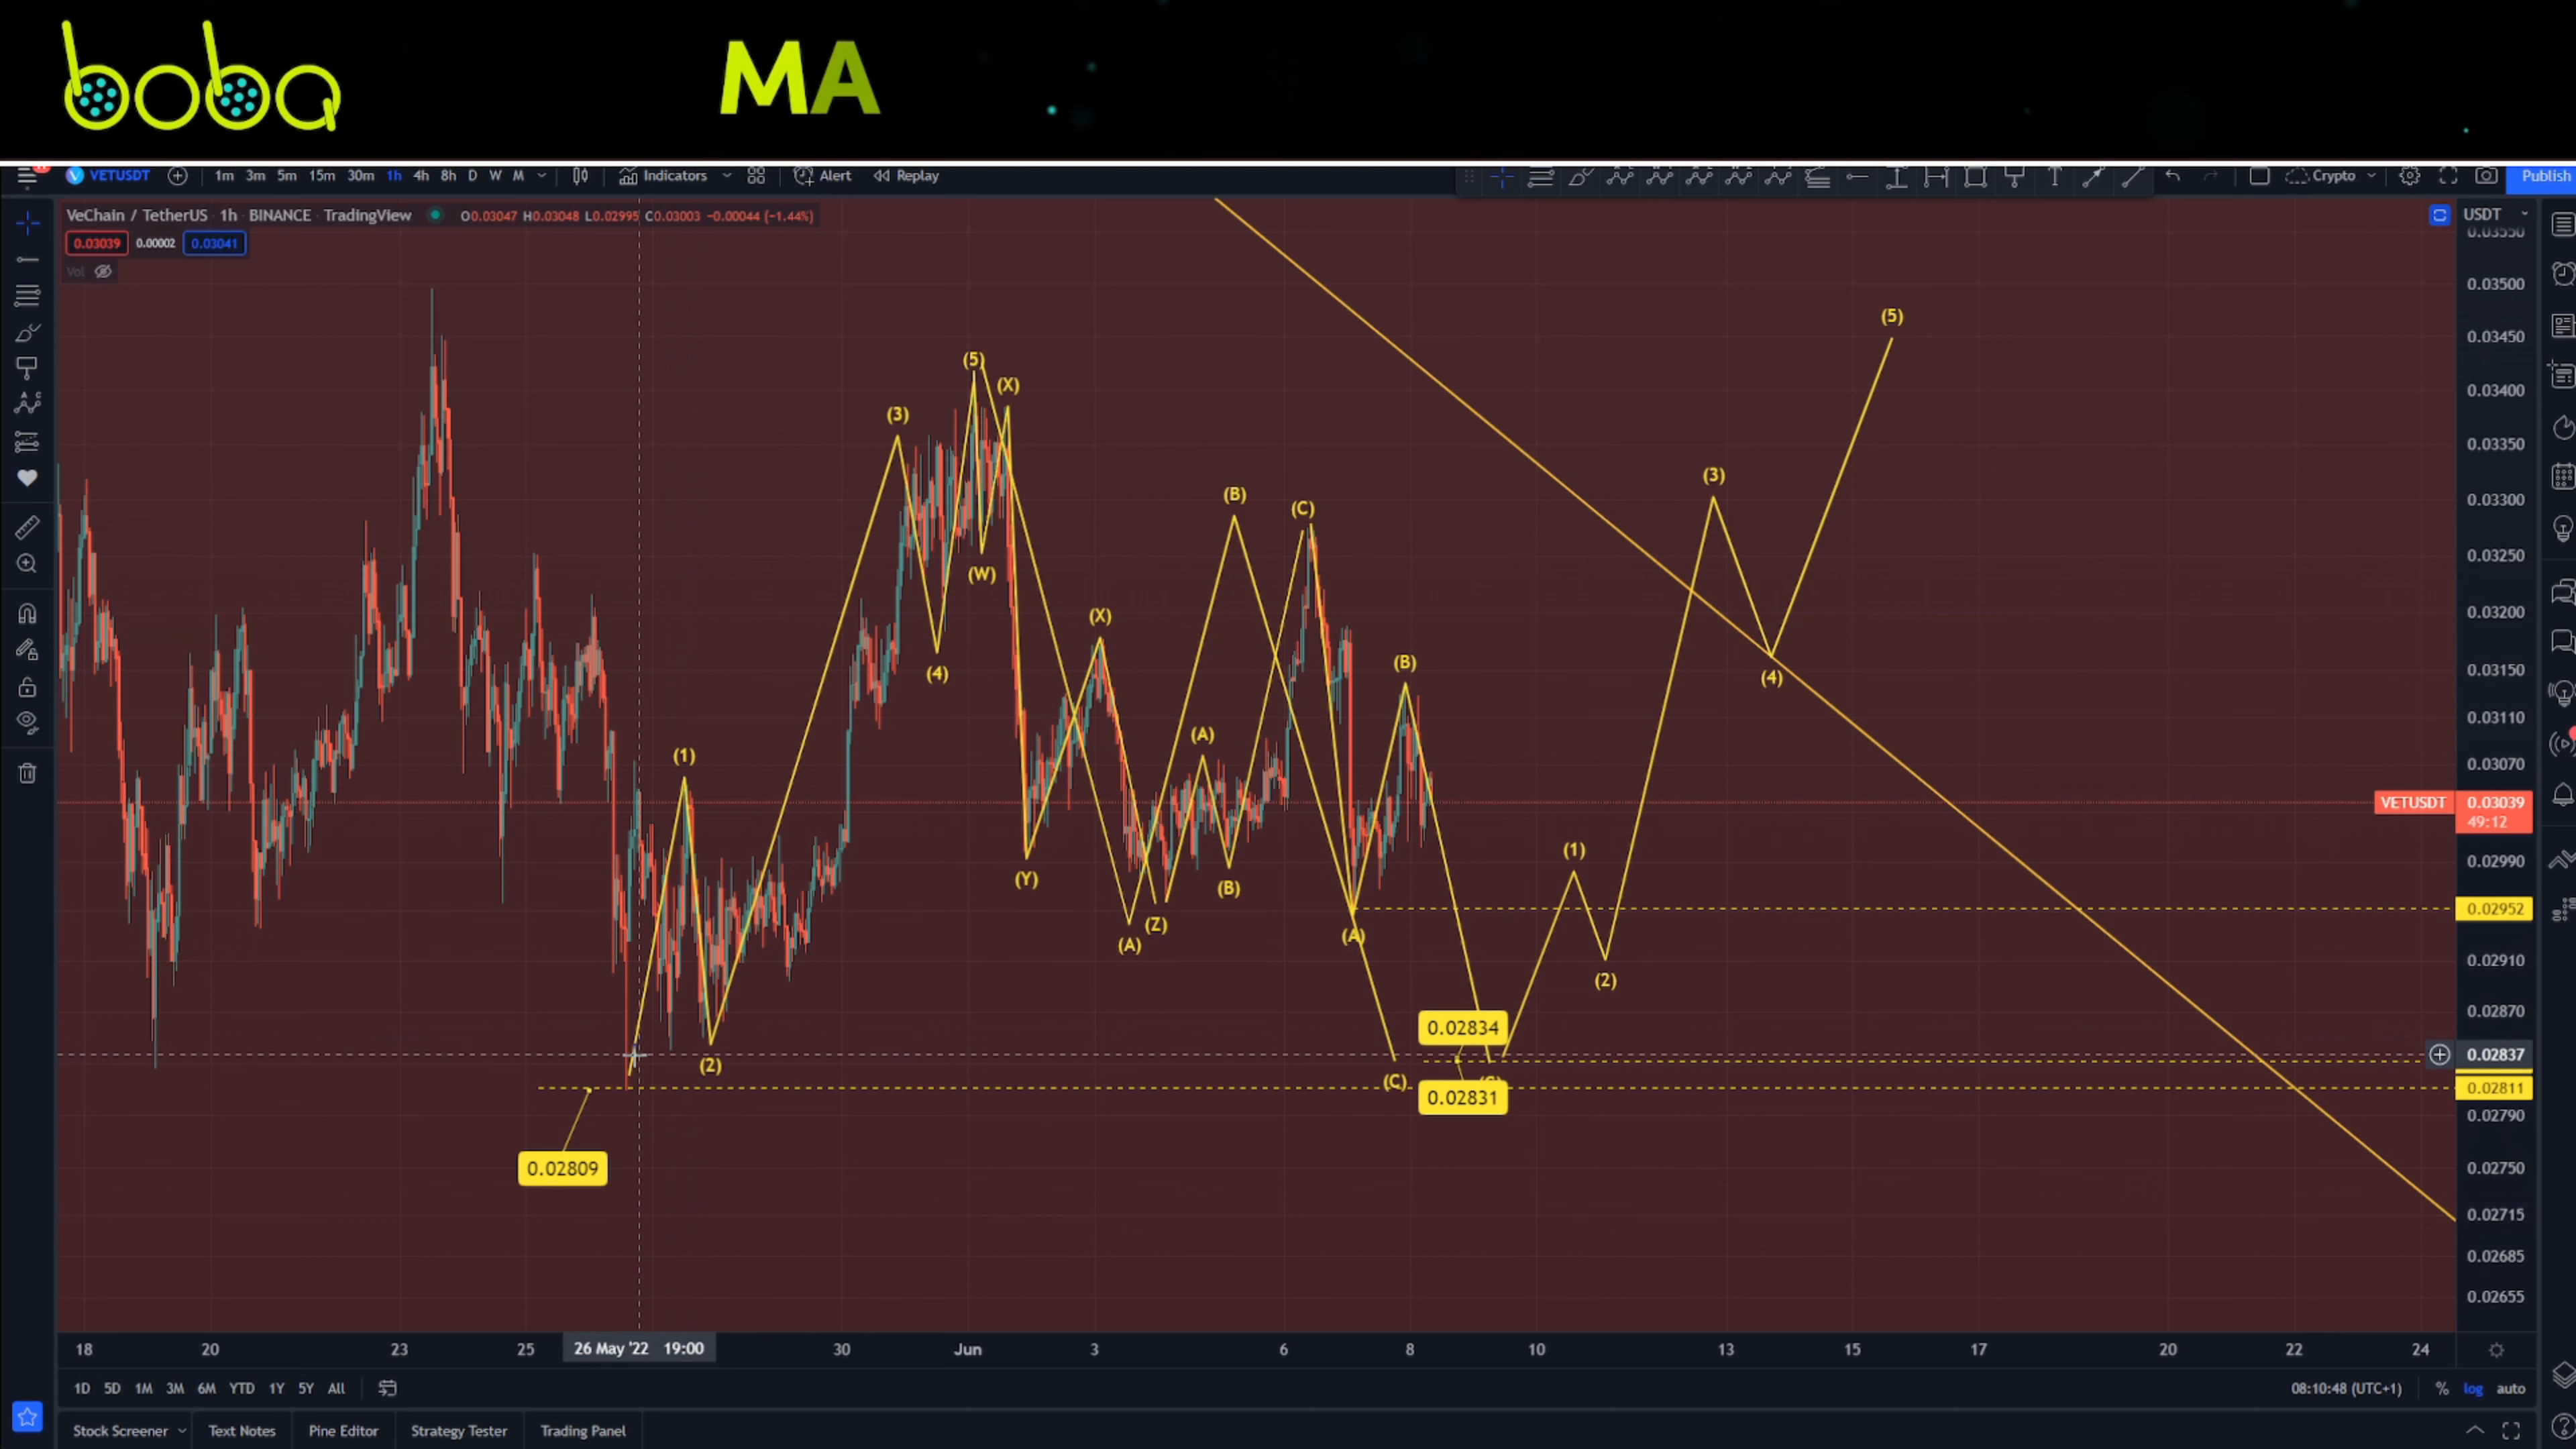 boba
MA
VETUSDT 1m 3m 5m 15m 30m 1h 4h 8h D W M Indicators Alert Replay Crypto Publish
VeChain / TetherUS · 1h · BINANCE · TradingView O0.03047 H0.03048 L0.02995 C0.03003 −0.00044 (−1.44%)
USDT
0.03550
0.03039 0.00002 0.03041
Vol
0.03500
(5)
0.03450
(5)
(X)
0.03400
(3)
0.03350
(3)
(B)
(C)
0.03300
0.03250
(W)
(X)
0.03200
(B)
(4)
(4)
0.03150
0.03110
(A)
(1)
0.03070
VETUSDT 0.03039
49:12
(1)
0.02990
(Y)
(B)
0.02952
(Z)
(A)
(A)
0.02910
(2)
0.02870
0.02834
0.02837
(2)
(C)
0.02811
0.02831
0.02790
0.02809
0.02750
0.02715
0.02685
0.02655
18 20 23 25 26 May '22 19:00 30 Jun 3 6 8 10 13 15 17 20 22 24
1D 5D 1M 3M 6M YTD 1Y 5Y All 08:10:48 (UTC+1) % log auto
Stock Screener Text Notes Pine Editor Strategy Tester Trading Panel